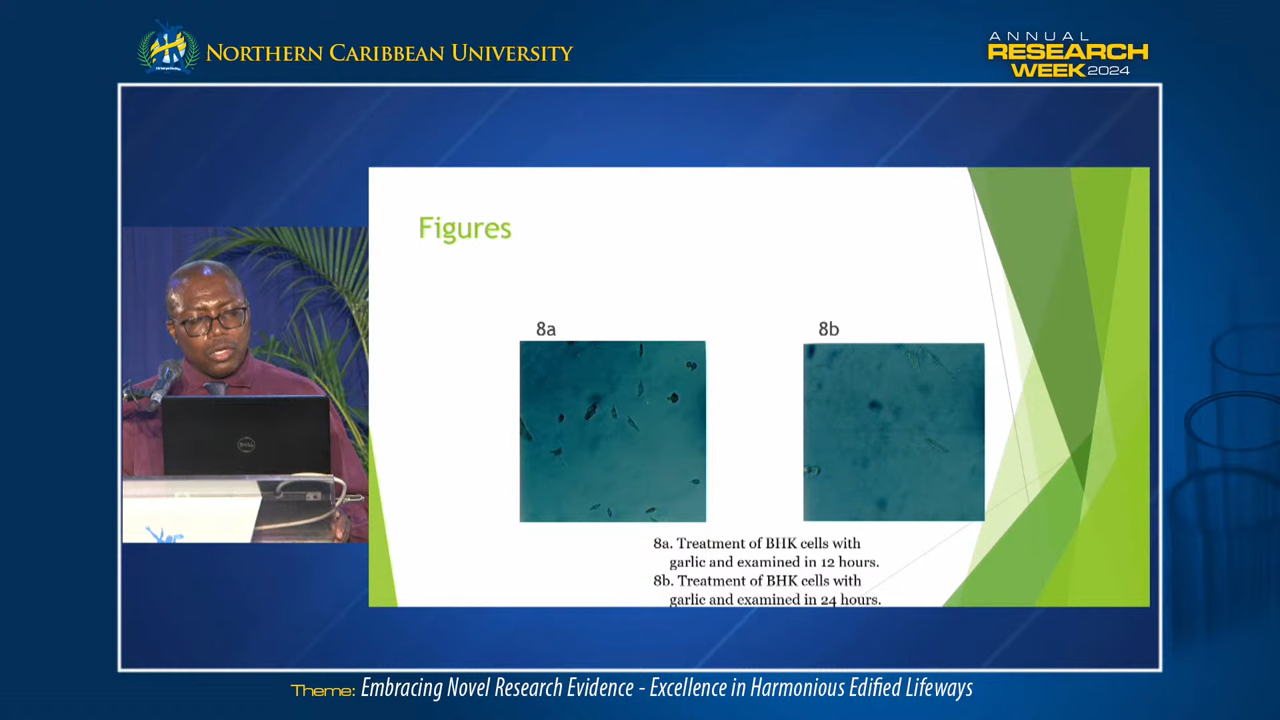 NORTHERN CARIBBEAN UNIVERSITY
ANNUAL
RESEARCH
WEEK 2024
Figures
8a
8b
DELL
8a. Treatment of BHK cells with
garlic and examined in 12 hours.
8b. Treatment of BHK cells with
garlic and examined in 24 hours.
Theme: Embracing Novel Research Evidence - Excellence in Harmonious Edified Lifeways